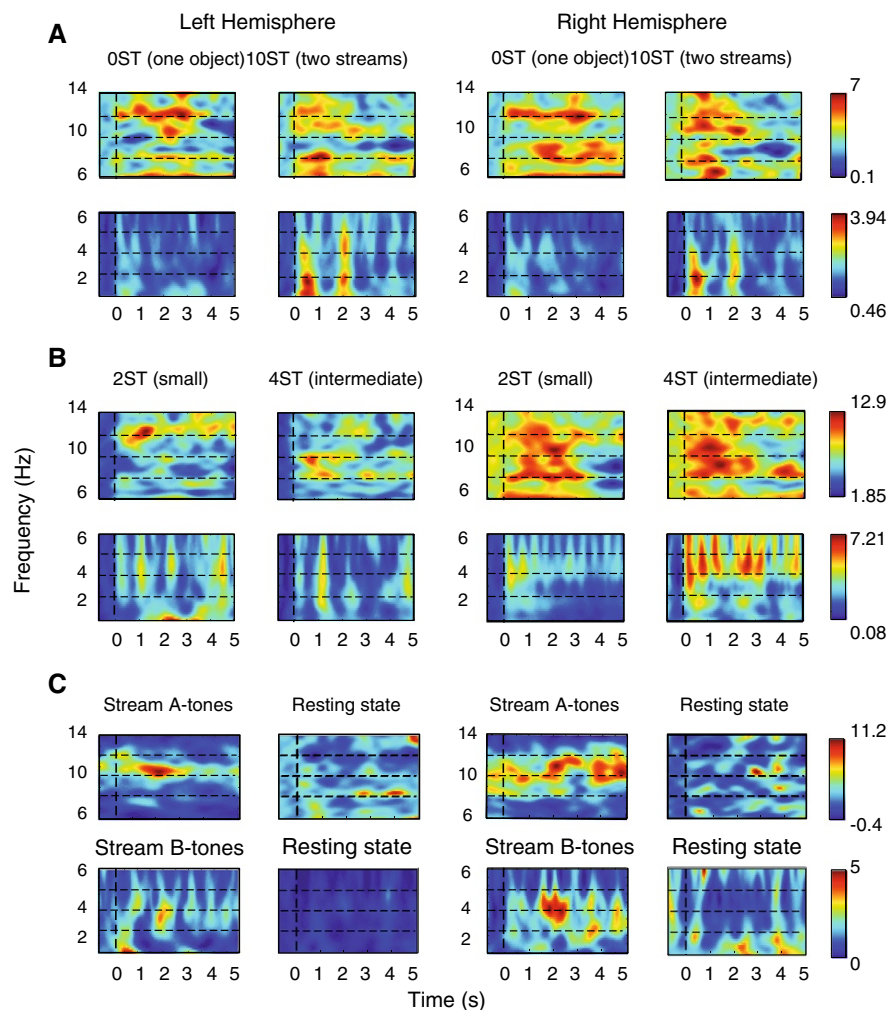 Left Hemisphere Right Hemisphere
A
0ST (one object)10ST (two streams) 0ST (one object)10ST (two streams)
14 14 7
10 10
6 6 0.1
6 6 3.94
4 4
2 2
0.46
0 1 2 3 4 5 0 1 2 3 4 5 0 1 2 3 4 5 0 1 2 3 4 5
B
2ST (small) 4ST (intermediate) 2ST (small) 4ST (intermediate)
14 14 12.9
10 10
6 6 1.85
6 6 7.21
4 4
2 2
0.08
0 1 2 3 4 5 0 1 2 3 4 5 0 1 2 3 4 5 0 1 2 3 4 5
Frequency (Hz)
C
Stream A-tones Resting state Stream A-tones Resting state
14 14 11.2
10 10
6 6 -0.4
Stream B-tones Resting state Stream B-tones Resting state
6 6 5
4 4
2 2
0
0 1 2 3 4 5 0 1 2 3 4 5 0 1 2 3 4 5 0 1 2 3 4 5
Time (s)